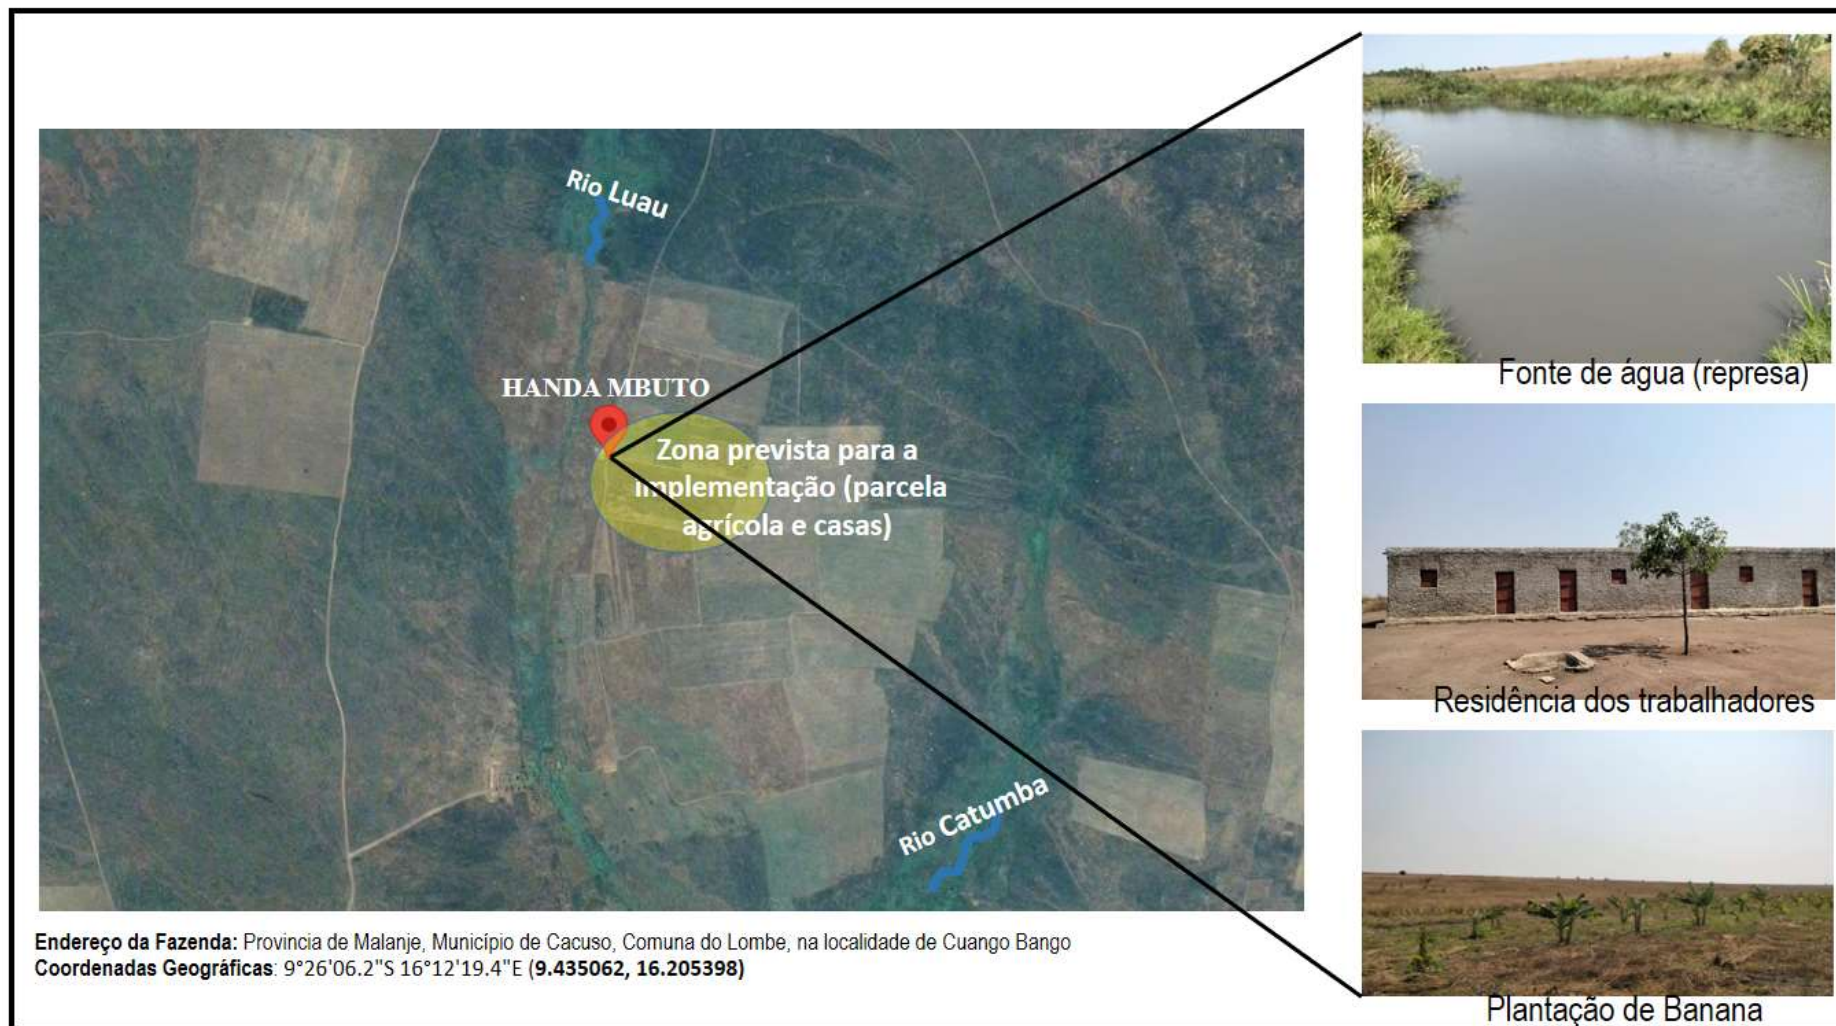 Rio Luau
HANDA MBUTO
Zona prevista para a
implementação (parcela
agrícola e casas)
Rio Catumba
Fonte de água (represa)
Residência dos trabalhadores
Plantação de Banana
Endereço da Fazenda: Provincia de Malanje, Município de Cacuso, Comuna do Lombe, na localidade de Cuango Bango
Coordenadas Geográficas: 9°26'06.2"S 16°12'19.4"E (9.435062, 16.205398)